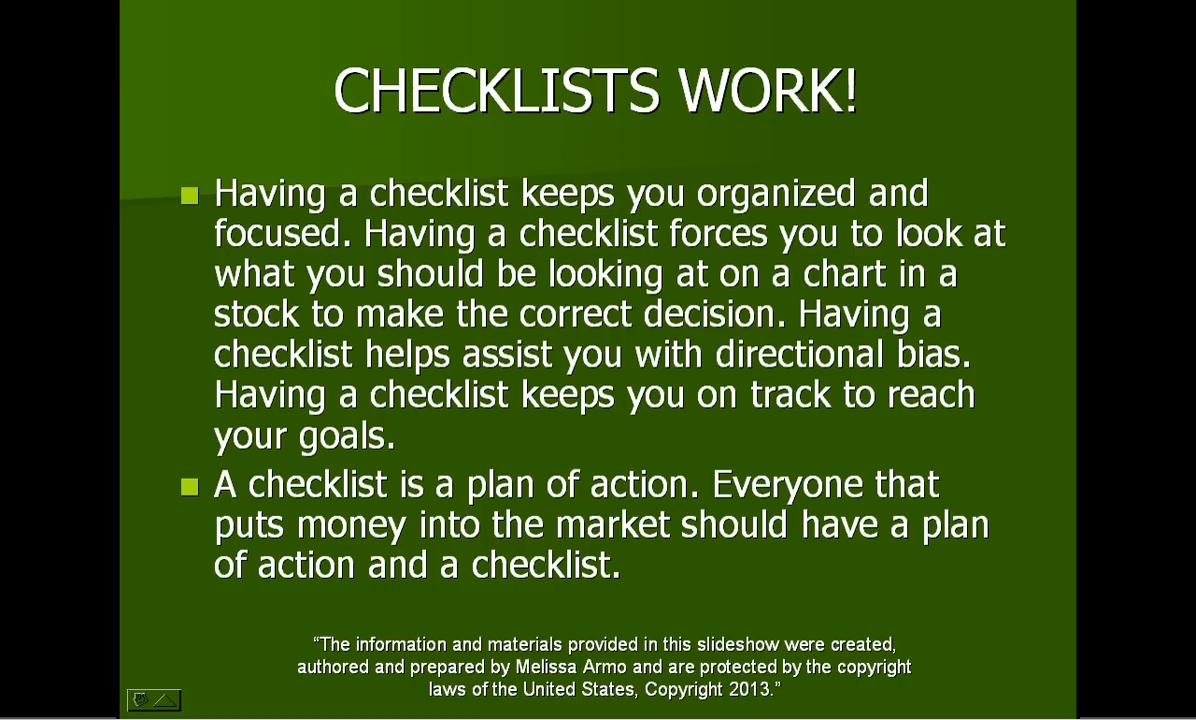 CHECKLISTS WORK!
Having a checklist keeps you organized and
focused. Having a checklist forces you to look at
what you should be looking at on a chart in a
stock to make the correct decision. Having a
checklist helps assist you with directional bias.
Having a checklist keeps you on track to reach
your goals.
A checklist is a plan of action. Everyone that
puts money into the market should have a plan
of action and a checklist.
“The information and materials provided in this slideshow were created,
authored and prepared by Melissa Armo and are protected by the copyright
laws of the United States, Copyright 2013.”